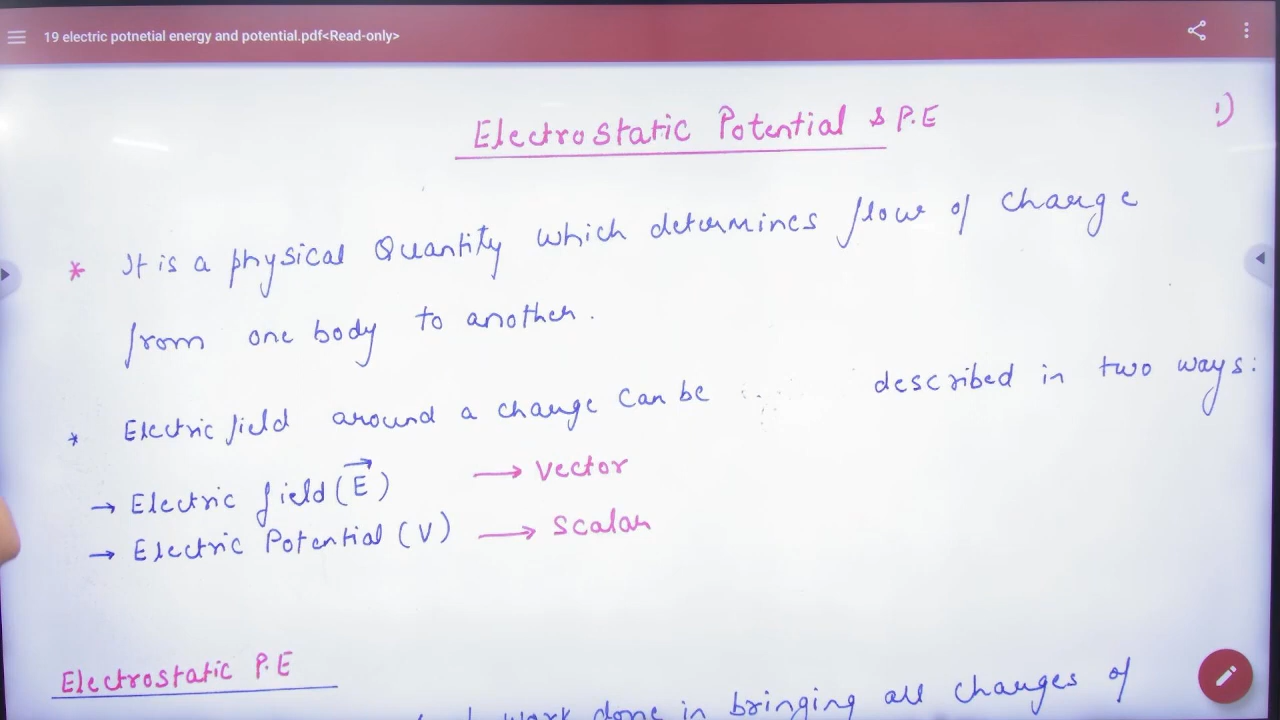 19 electric potnetial energy and potential.pdf<Read-only>
Electrostatic Potential & P.E
1)
* It is a physical Quantity which determines flow of charge
from one body to another.
* Electric field around a charge can be described in two ways:
→ Electric field (E⃗) → Vector
→ Electric Potential (V) → Scalar
Electrostatic P.E
work done in bringing all charges of